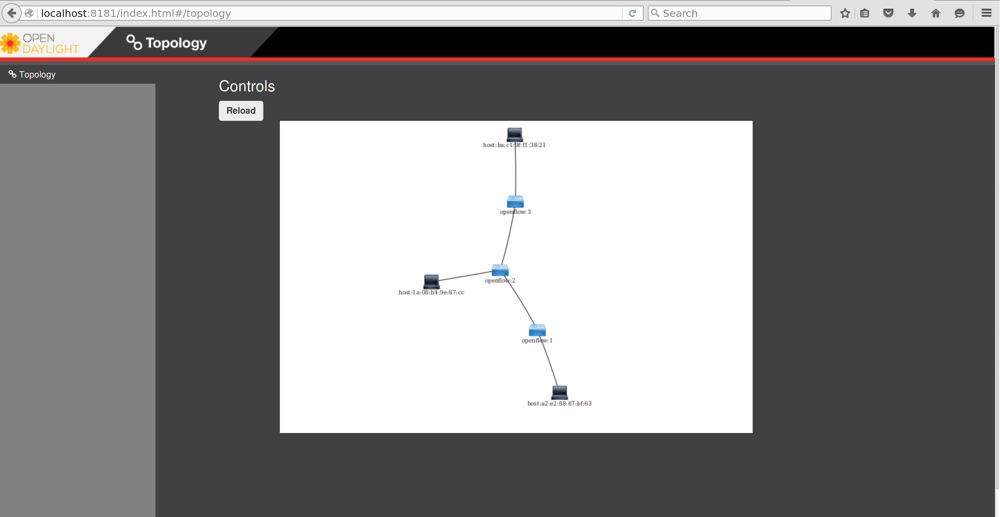 localhost:8181/index.html#/topology
Search
OPEN
DAYLIGHT
Topology
Topology
Controls
Reload
host:ba:c1:9f:f1:38:21
openflow:3
openflow:2
host:1a:08:b4:9e:87:cc
openflow:1
host:a2:e2:88:67:bf:63